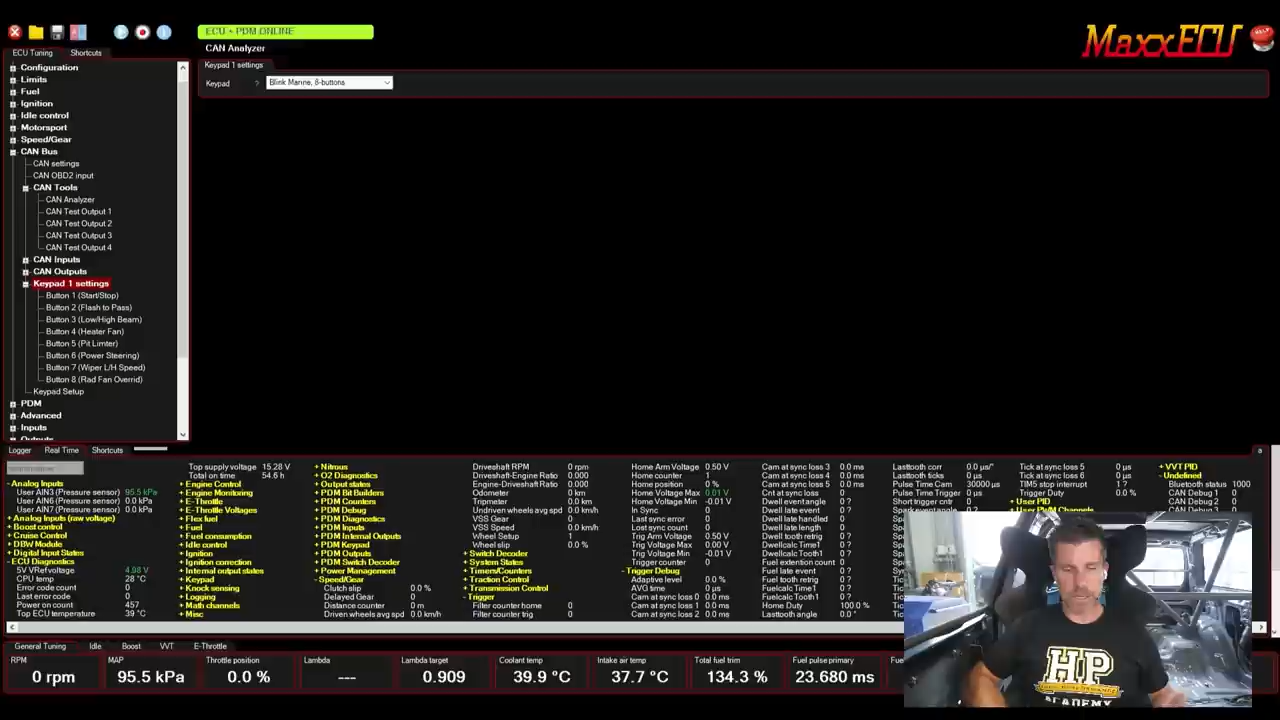 ECU + PDM ONLINE
MaxxECU
HELP
CAN Analyzer
ECU Tuning Shortcuts
Keypad 1 settings
Keypad ? Blink Marine, 8-buttons
Configuration
Limits
Fuel
Ignition
Idle control
Motorsport
Speed/Gear
CAN Bus
CAN settings
CAN OBD2 input
CAN Tools
CAN Analyzer
CAN Test Output 1
CAN Test Output 2
CAN Test Output 3
CAN Test Output 4
CAN Inputs
CAN Outputs
Keypad 1 settings
Button 1 (Start/Stop)
Button 2 (Flash to Pass)
Button 3 (Low/High Beam)
Button 4 (Heater Fan)
Button 5 (Pit Limter)
Button 6 (Power Steering)
Button 7 (Wiper L/H Speed)
Button 8 (Rad Fan Overrid)
Keypad Setup
PDM
Advanced
Inputs
Outputs
Logger Real Time Shortcuts
- Analog Inputs
User AIN3 (Pressure sensor) 95.5 kPa
User AIN6 (Pressure sensor) 0.0 kPa
User AIN7 (Pressure sensor) 0.0 kPa
+ Analog Inputs (raw voltage)
+ Boost control
+ Cruise Control
+ DBW Module
+ Digital Input States
- ECU Diagnostics
5V VRef voltage 4.98 V
CPU temp 28 °C
Error code count 0
Last error code 0
Power on count 457
Top ECU temperature 39 °C
Top supply voltage 15.28 V
Total on time 54.6 h
+ Engine Control
+ Engine Monitoring
+ E-Throttle
+ E-Throttle Voltages
+ Flex fuel
+ Fuel
+ Fuel consumption
+ Idle control
+ Ignition
+ Ignition correction
+ Internal output states
+ Keypad
+ Knock sensing
+ Logging
+ Math channels
+ Misc
+ Nitrous
+ O2 Diagnostics
+ Output states
+ PDM Bit Builders
+ PDM Counters
+ PDM Debug
+ PDM Diagnostics
+ PDM Inputs
+ PDM Internal Outputs
+ PDM Keypad
+ PDM Outputs
+ PDM Switch Decoder
+ Power Management
- Speed/Gear
Clutch slip 0.0 %
Delayed Gear 0
Distance counter 0 m
Driven wheels avg spd 0.0 km/h
Driveshaft RPM 0 rpm
Driveshaft-Engine Ratio 0.000
Engine-Driveshaft Ratio 0.000
Odometer 0 km
Tripmeter 0 m
Undriven wheels avg spd 0.0 km/h
VSS Gear 0
VSS Speed 0.0 km/h
Wheel Setup 1
Wheel slip 0.0 %
+ Switch Decoder
+ System States
+ Timers/Counters
+ Traction Control
+ Transmission Control
- Trigger
Filter counter home 0
Filter counter trig 0
Home Arm Voltage 0.50 V
Home counter 1
Home position 0 %
Home Voltage Max 0.01 V
Home Voltage Min -0.01 V
In Sync 0
Last sync error 0
Lost sync count 0
Trig Arm Voltage 0.50 V
Trig Voltage Max 0.00 V
Trig Voltage Min -0.01 V
Trigger counter 0
- Trigger Debug
Adaptive level 0.0 %
AVG time 0 µs
Cam at sync loss 0 0.0 ms
Cam at sync loss 1 0.0 ms
Cam at sync loss 2 0.0 ms
Cam at sync loss 3 0.0 ms
Cam at sync loss 4 0.0 ms
Cam at sync loss 5 0.0 ms
Cnt at sync loss 0
Dwell event angle 0 ?
Dwell late event 0
Dwell late handled 0
Dwell late length 0
Dwell tooth retrig 0 ?
Dwellcalc Time1 0 ?
Dwellcalc Tooth1 0 ?
Fuel extention count 0
Fuel late event 0
Fuel tooth retrig 0 ?
Fuelcalc Time1 0 ?
Fuelcalc Tooth1 0 ?
Home Duty 100.0 %
Lasttooth angle 0.0 °
Lasttooth corr 0.0 µs/°
Lasttooth ticks 0
Pulse Time Cam 30000 µs
Pulse Time Trigger 0 µs
Short trigger cntr 0
Tick at sync loss 5 0 µs
Tick at sync loss 6 0 µs
TIM5 stop interrupt 1 ?
Trigger Duty 0.0 %
+ User PID
+ VVT PID
- Undefined
Bluetooth status 1000
CAN Debug 1 0
CAN Debug 2 0
General Tuning Idle Boost VVT E-Throttle
RPM
0 rpm
MAP
95.5 kPa
Throttle position
0.0 %
Lambda
---
Lambda target
0.909
Coolant temp
39.9 °C
Intake air temp
37.7 °C
Total fuel trim
134.3 %
Fuel pulse primary
23.680 ms
HP
ACADEMY